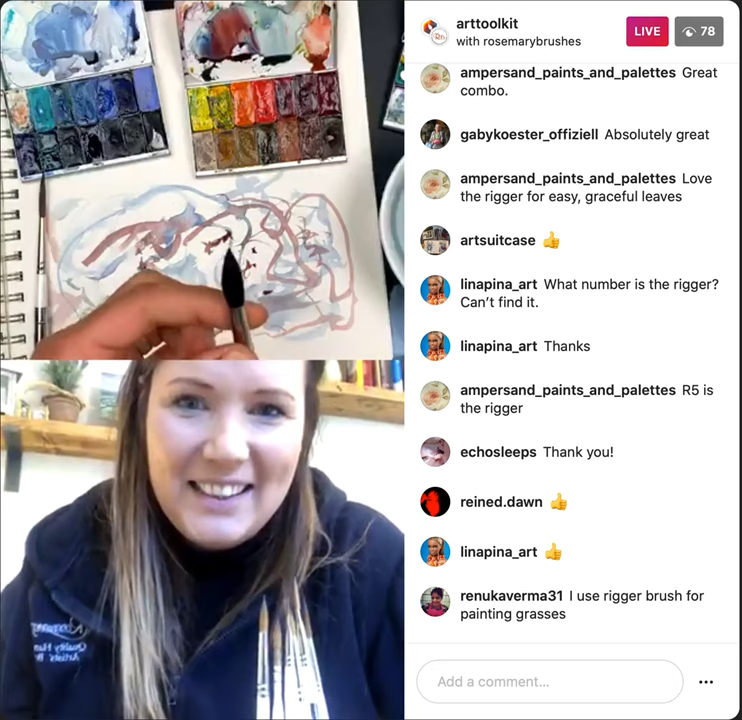 arttoolkit
with rosemarybrushes
LIVE
78
ampersand_paints_and_palettes Great
combo.
gabykoester_offiziell Absolutely great
ampersand_paints_and_palettes Love
the rigger for easy, graceful leaves
artsuitcase 👍
linapina_art What number is the rigger?
Can't find it.
linapina_art Thanks
ampersand_paints_and_palettes R5 is
the rigger
echosleeps Thank you!
reined.dawn 👍
linapina_art 👍
renukaverma31 I use rigger brush for
painting grasses
Add a comment...
Quality
Artists'